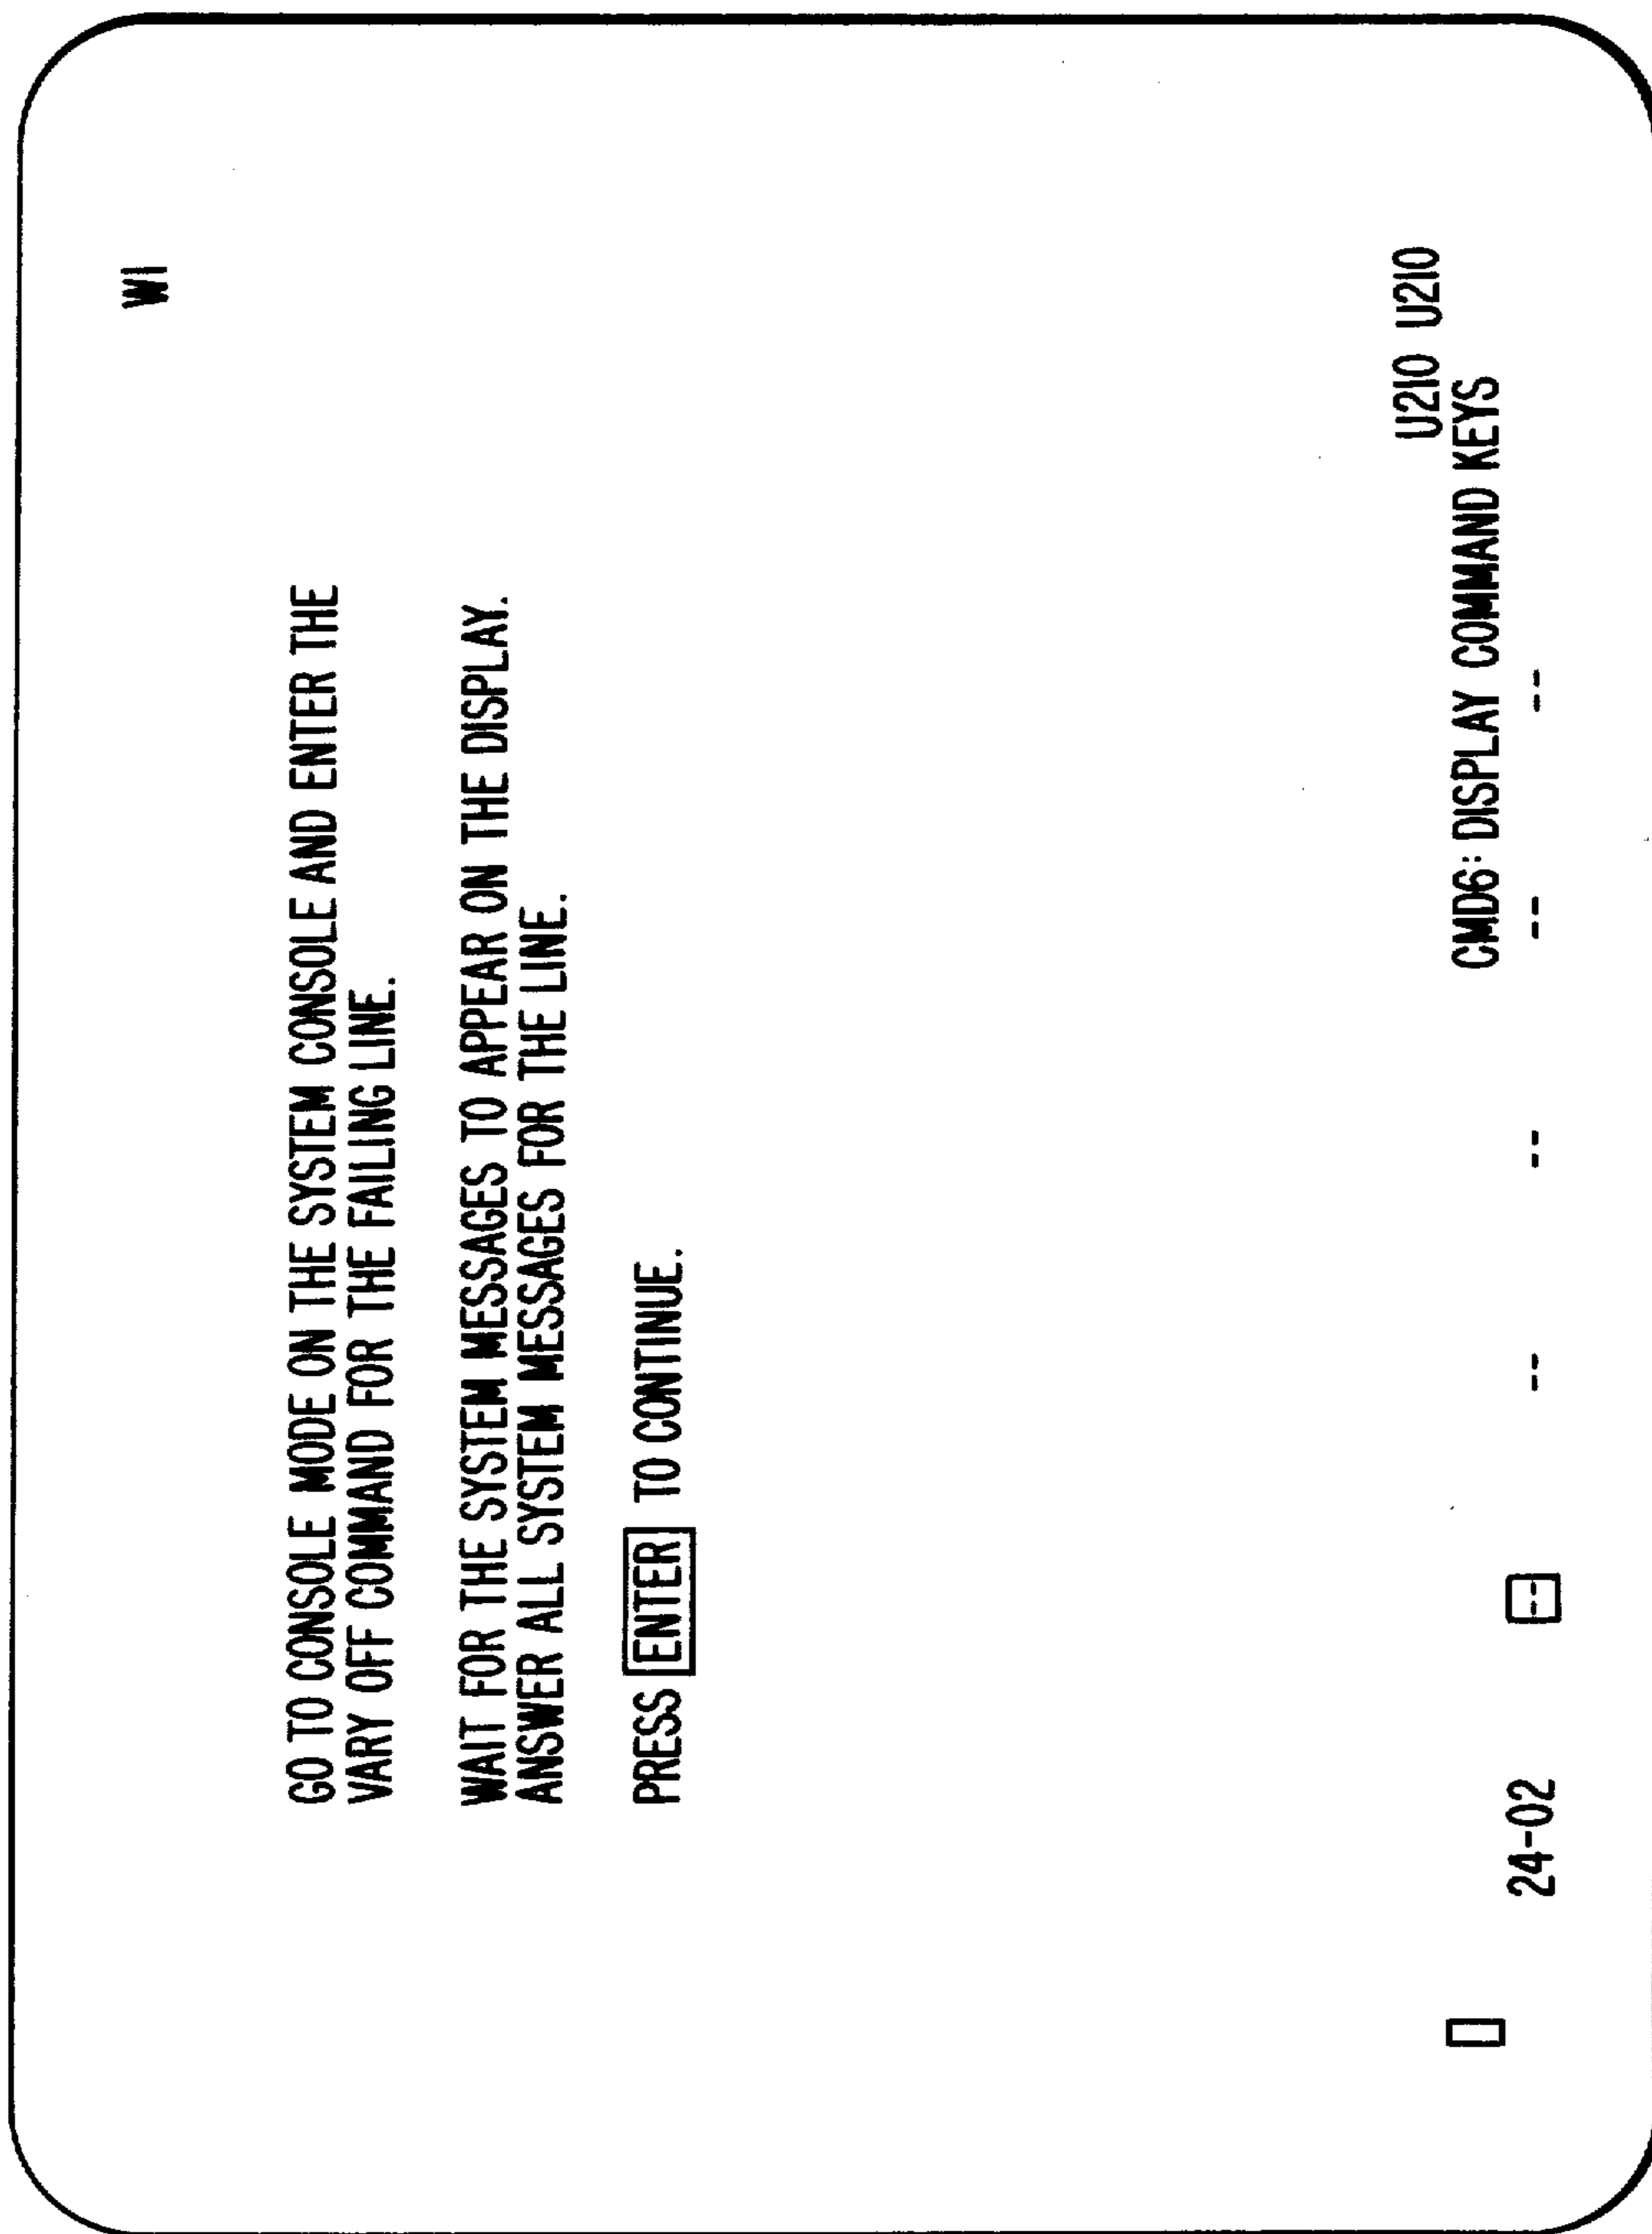 W1
GO TO CONSOLE MODE ON THE SYSTEM CONSOLE AND ENTER THE
VARY OFF COMMAND FOR THE FAILING LINE.
WAIT FOR THE SYSTEM MESSAGES TO APPEAR ON THE DISPLAY.
ANSWER ALL SYSTEM MESSAGES FOR THE LINE.
PRESS ENTER TO CONTINUE.
U210 U210
CMD6: DISPLAY COMMAND KEYS
24-02 -- -- -- -- --